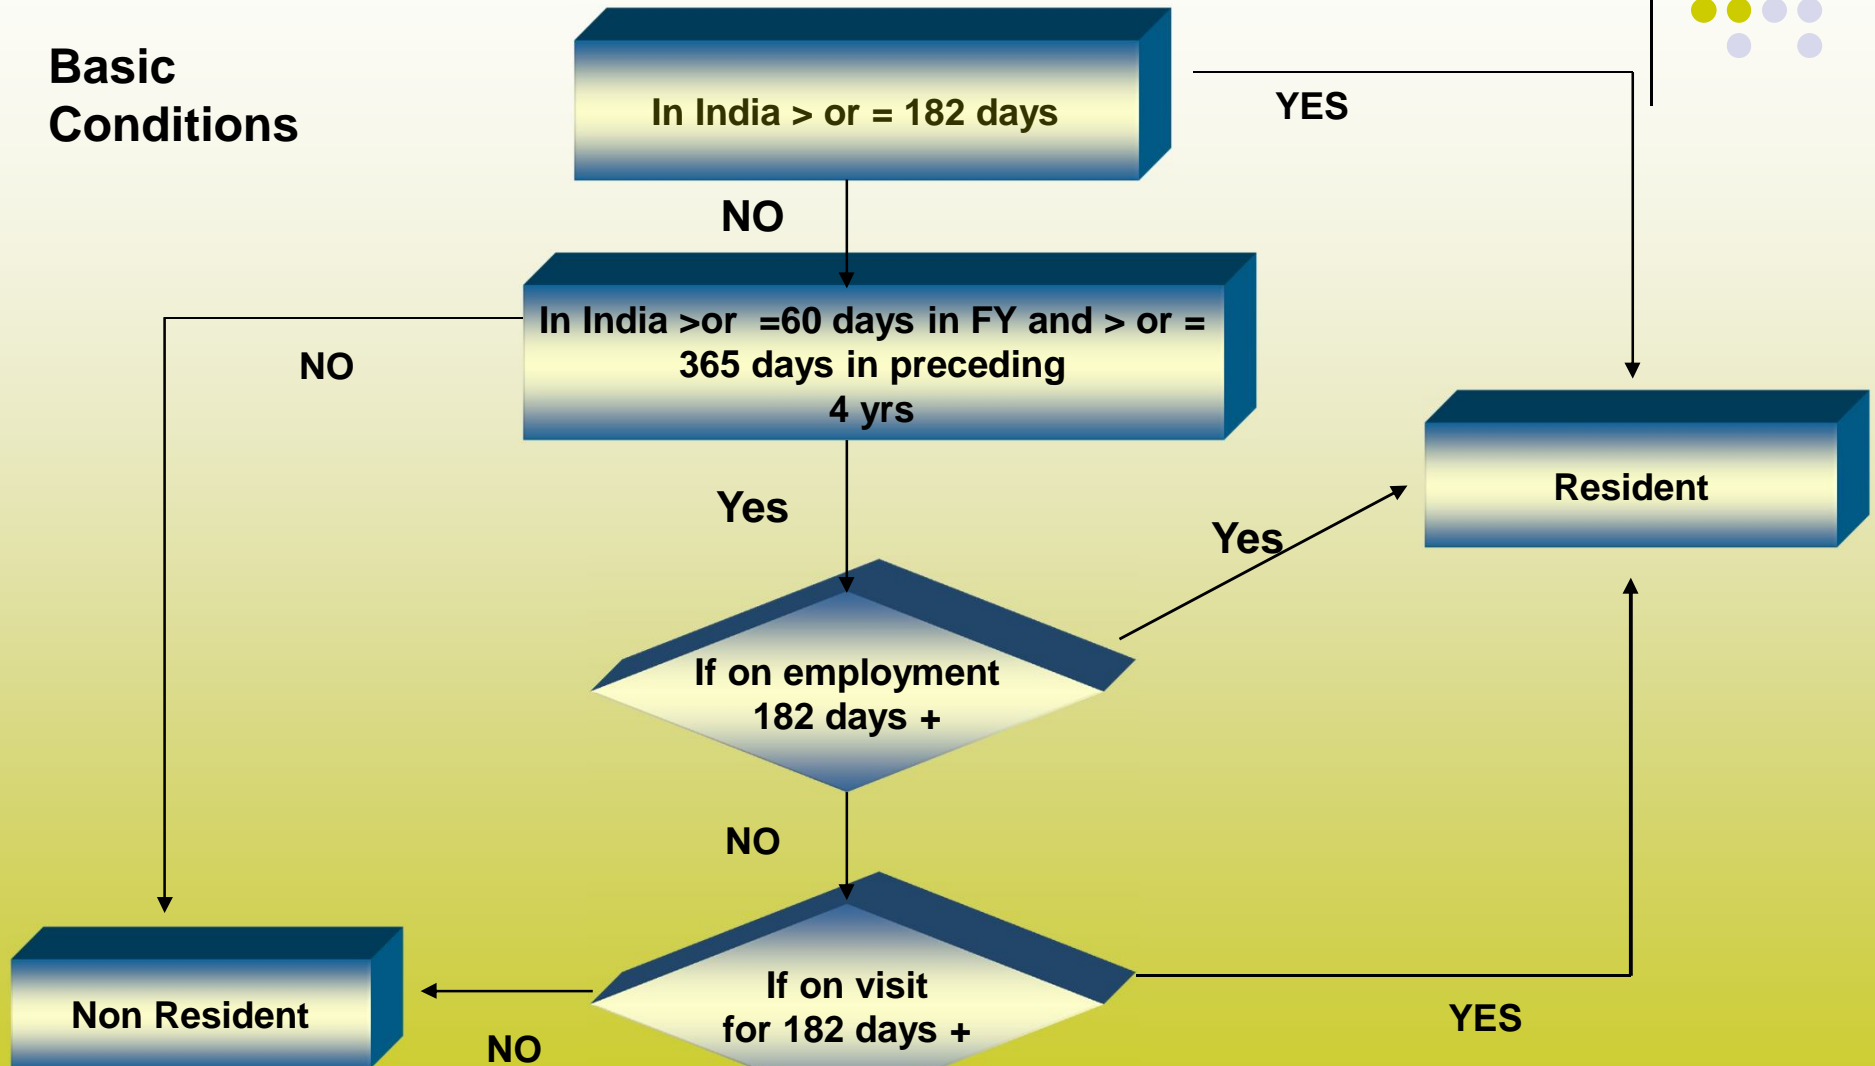 Basic
Conditions
In India > or = 182 days
YES
NO
In India >or  =60 days in FY and > or =
365 days in preceding
4 yrs
NO
Yes
Resident
Yes
If on employment
182 days +
NO
If on visit
for 182 days +
YES
Non Resident
NO